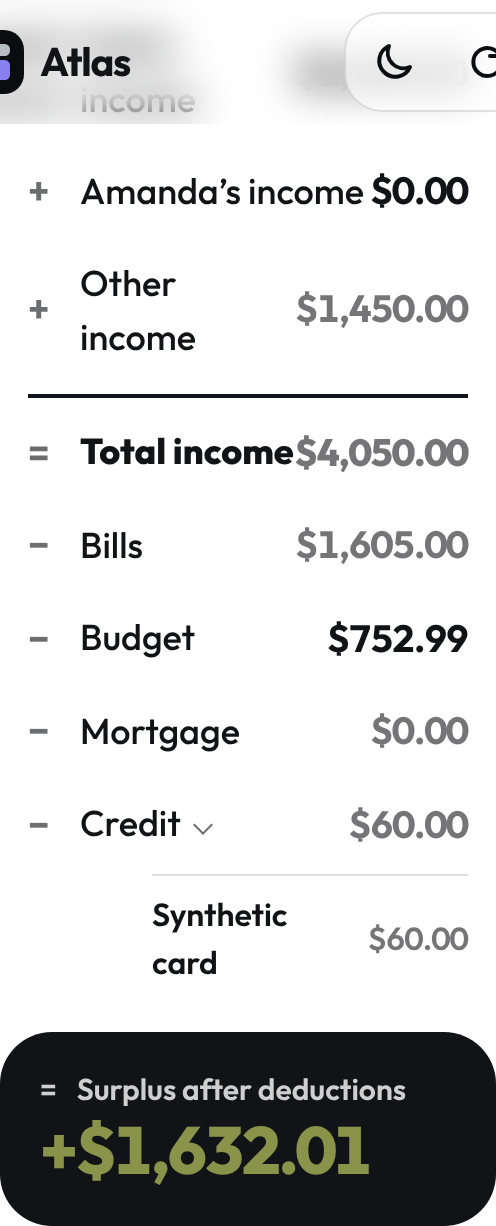 Atlas
income
+ Amanda's income $0.00
+ Other income $1,450.00
= Total income $4,050.00
− Bills $1,605.00
− Budget $752.99
− Mortgage $0.00
− Credit $60.00
Synthetic card $60.00
= Surplus after deductions
+$1,632.01